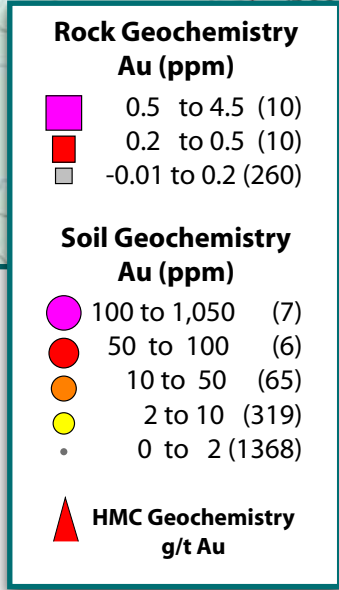 Rock Geochemistry
Au (ppm)
0.5 to 4.5 (10)
0.2 to 0.5 (10)
-0.01 to 0.2 (260)
Soil Geochemistry
Au (ppm)
100 to 1,050 (7)
50 to 100 (6)
10 to 50 (65)
2 to 10 (319)
0 to 2 (1368)
HMC Geochemistry
g/t Au